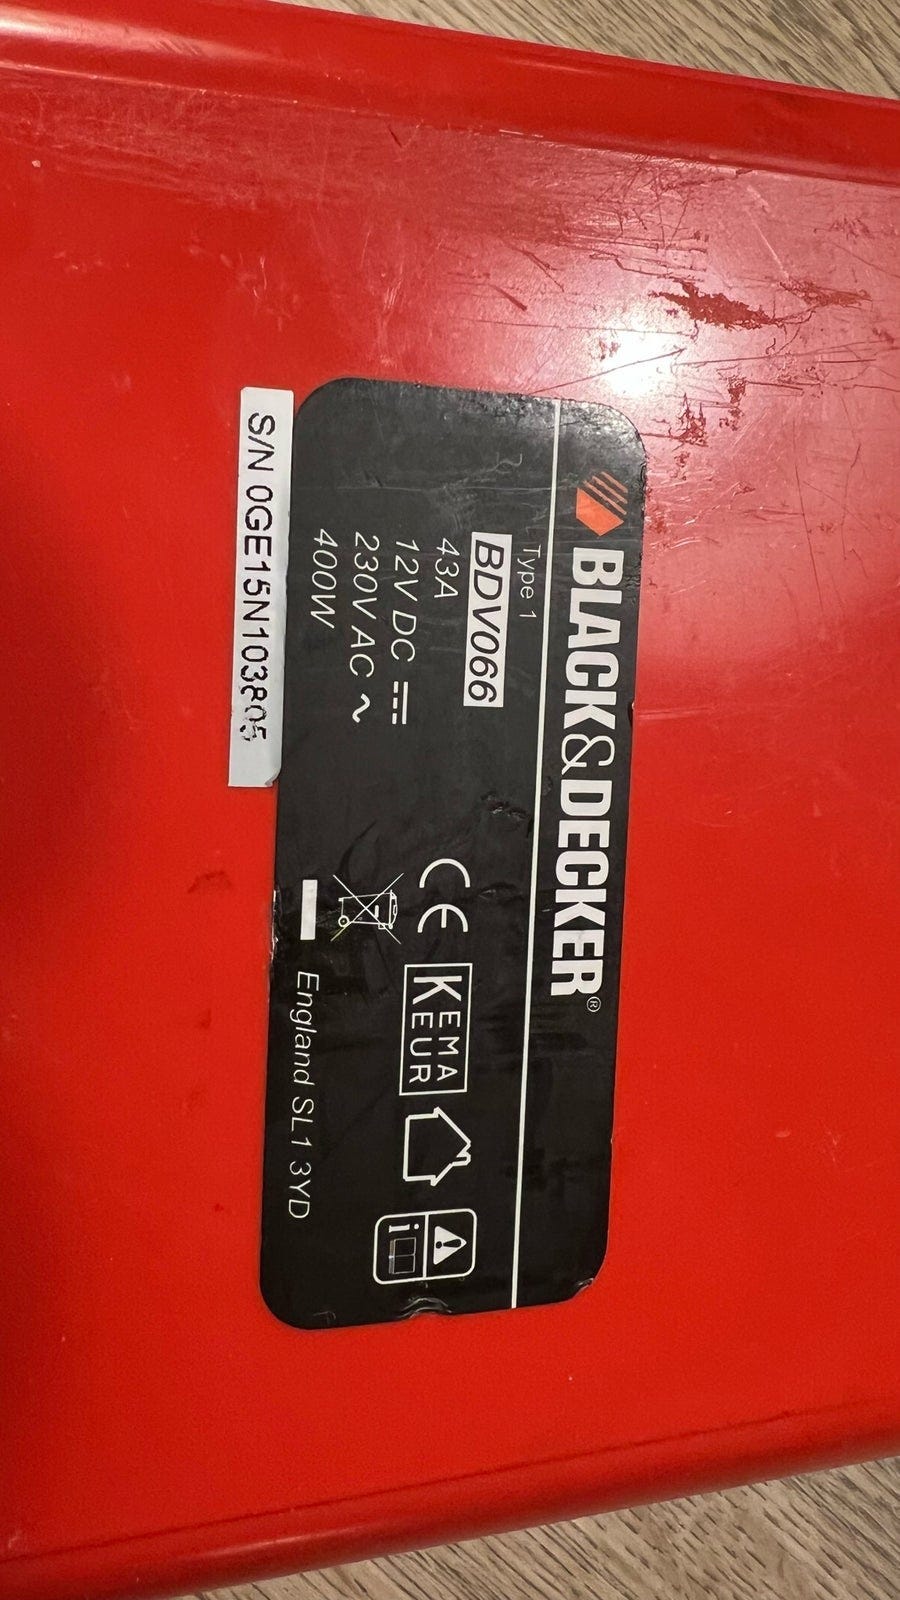 BLACK&DECKER®
Type 1
BDV066
43A
12V DC ⎓
230V AC ~
400W
CE
KEMA
KEUR
i
England SL1 3YD
S/N 0GE15N103805